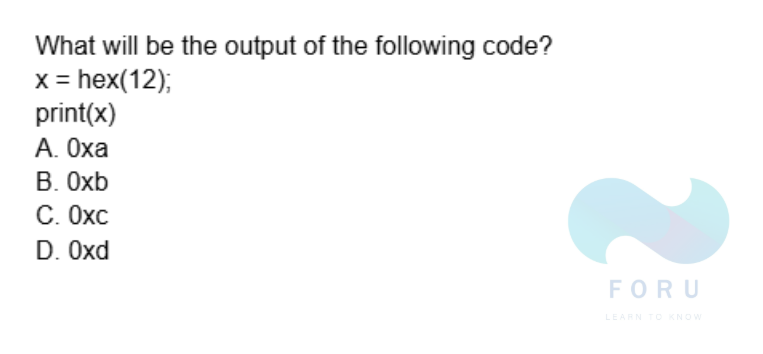 What will be the output of the following code?
x = hex(12);
print(x)
A. 0xa
B. 0xb
C. 0xc
D. 0xd
FORU
LEARN TO KNOW